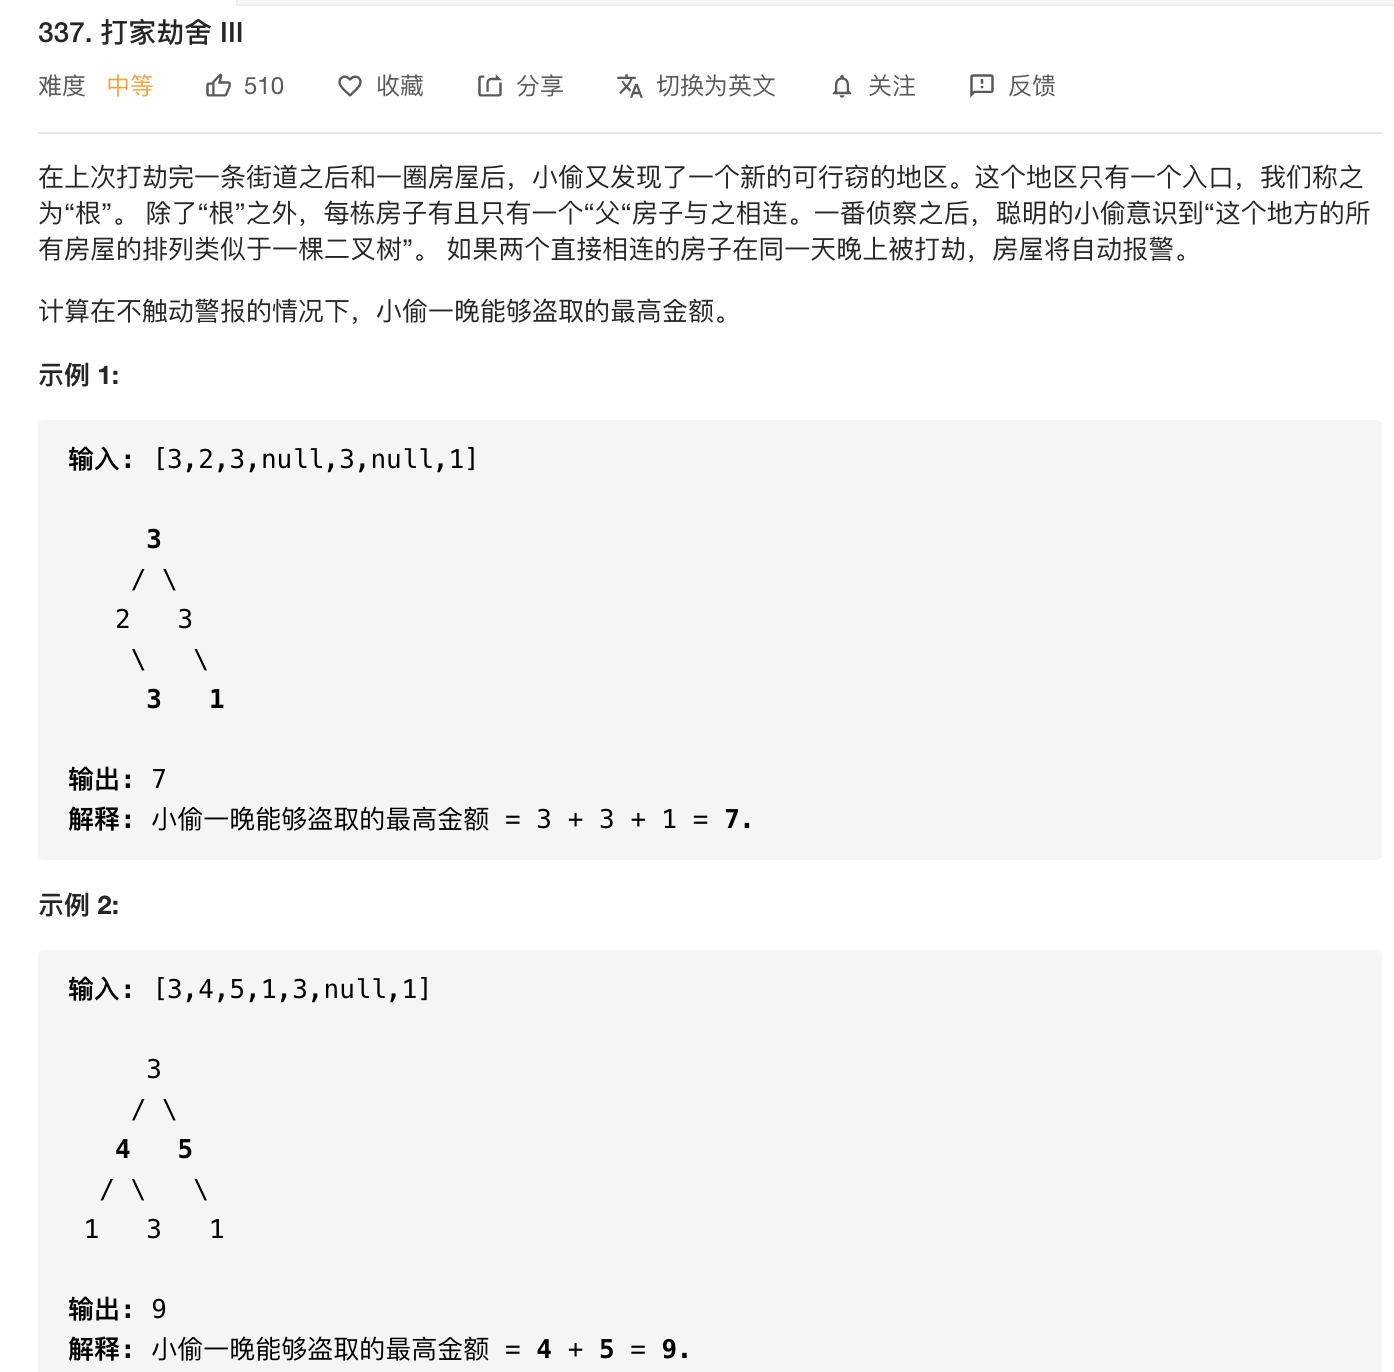 337. 打家劫舍 III
难度 中等 510 收藏 分享 切换为英文 关注 反馈
在上次打劫完一条街道之后和一圈房屋后，小偷又发现了一个新的可行窃的地区。这个地区只有一个入口，我们称之
为“根”。 除了“根”之外，每栋房子有且只有一个“父“房子与之相连。一番侦察之后，聪明的小偷意识到“这个地方的所
有房屋的排列类似于一棵二叉树”。 如果两个直接相连的房子在同一天晚上被打劫，房屋将自动报警。
计算在不触动警报的情况下，小偷一晚能够盗取的最高金额。
示例 1:
输入: [3,2,3,null,3,null,1]
3
/ \
2 3
\ \
3 1
输出: 7
解释: 小偷一晚能够盗取的最高金额 = 3 + 3 + 1 = 7.
示例 2:
输入: [3,4,5,1,3,null,1]
3
/ \
4 5
/ \ \
1 3 1
输出: 9
解释: 小偷一晚能够盗取的最高金额 = 4 + 5 = 9.